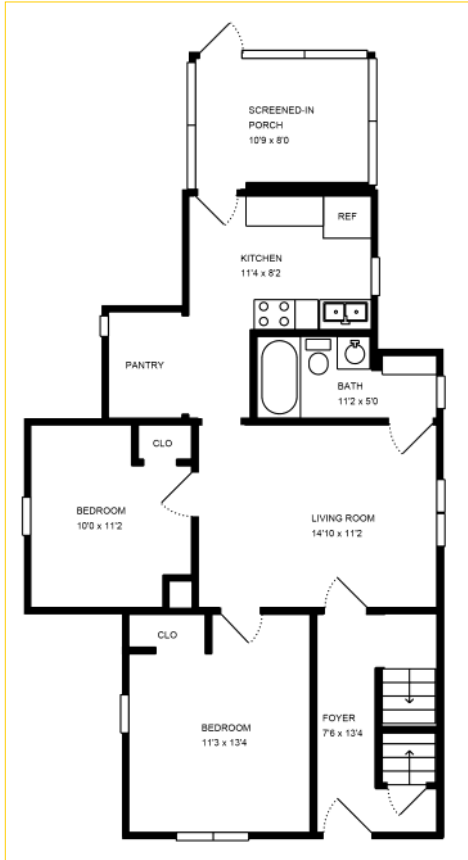 SCREENED-IN
PORCH
10'9 x 8'0
REF
KITCHEN
11'4 x 8'2
PANTRY
BATH
11'2 x 5'0
CLO
BEDROOM
10'0 x 11'2
LIVING ROOM
14'10 x 11'2
CLO
BEDROOM
11'3 x 13'4
FOYER
7'6 x 13'4